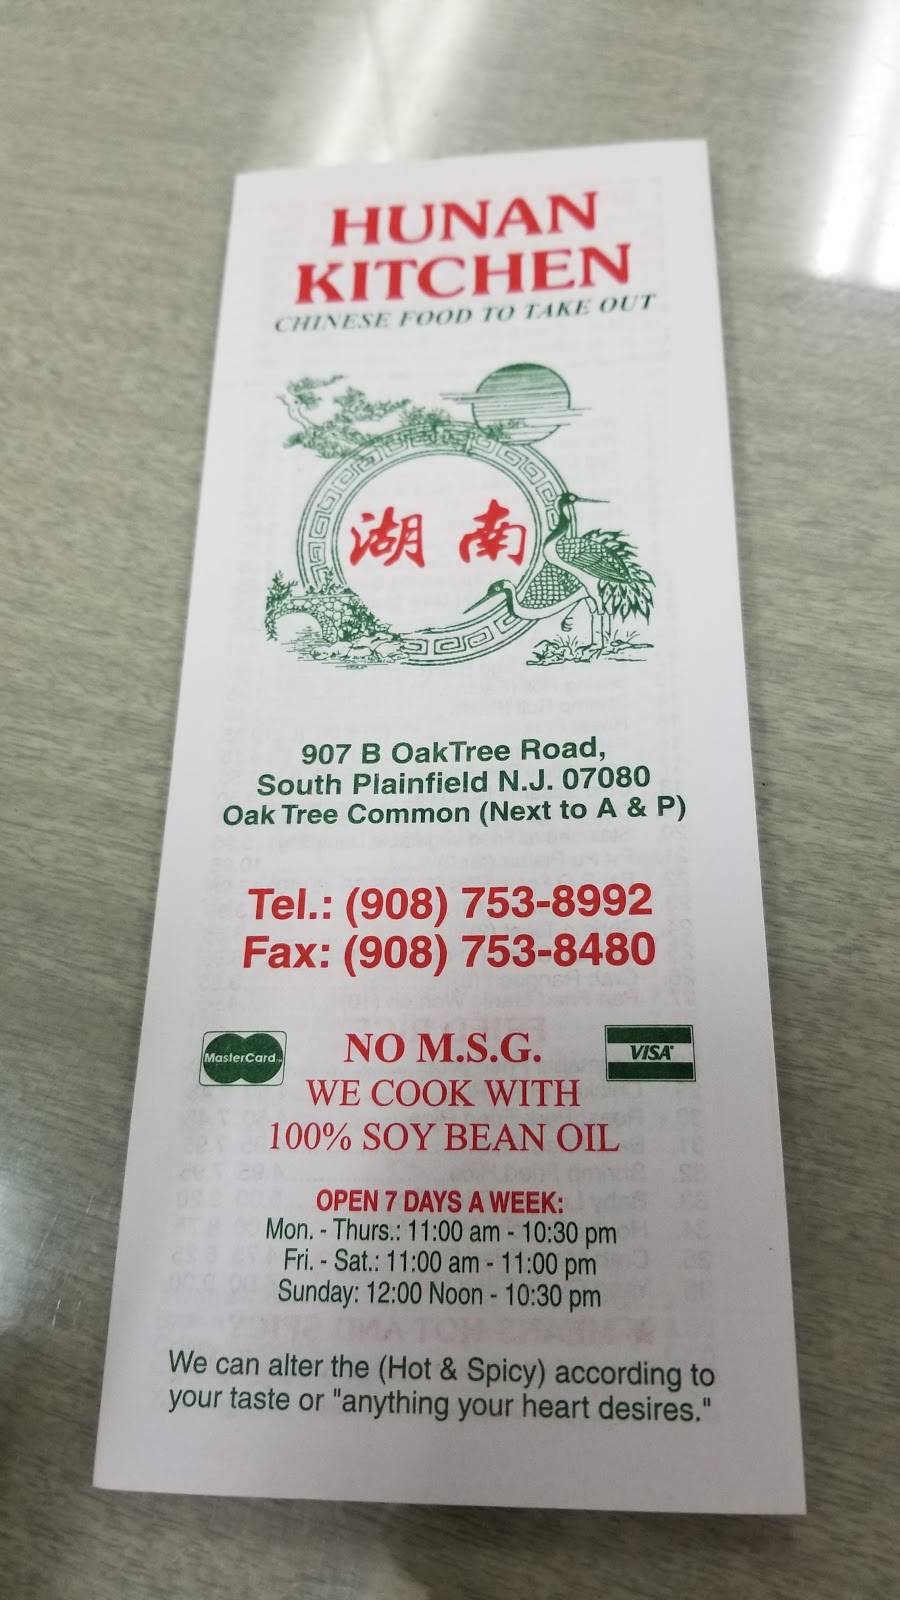 HUNAN
KITCHEN
CHINESE FOOD TO TAKE OUT
湖 南
907 B OakTree Road,
South Plainfield N.J. 07080
Oak Tree Common (Next to A & P)
Tel.: (908) 753-8992
Fax: (908) 753-8480
MasterCard
NO M.S.G.
VISA
WE COOK WITH
100% SOY BEAN OIL
OPEN 7 DAYS A WEEK:
Mon. - Thurs.: 11:00 am - 10:30 pm
Fri. - Sat.: 11:00 am - 11:00 pm
Sunday: 12:00 Noon - 10:30 pm
We can alter the (Hot & Spicy) according to
your taste or "anything your heart desires."